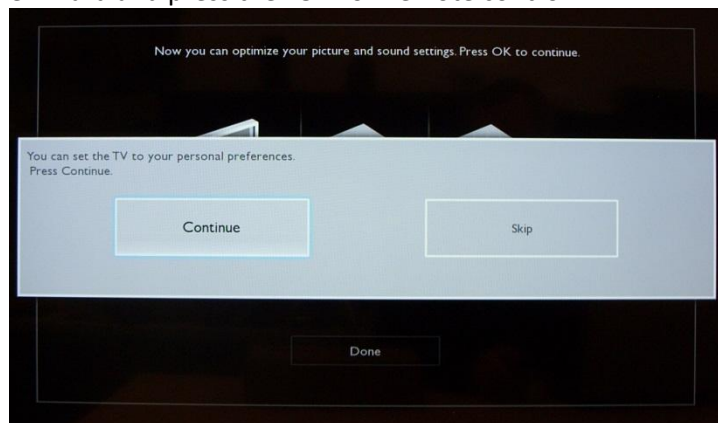 Now you can optimize your picture and sound settings. Press OK to continue.
You can set the TV to your personal preferences.
Press Continue.
Continue
Skip
Done